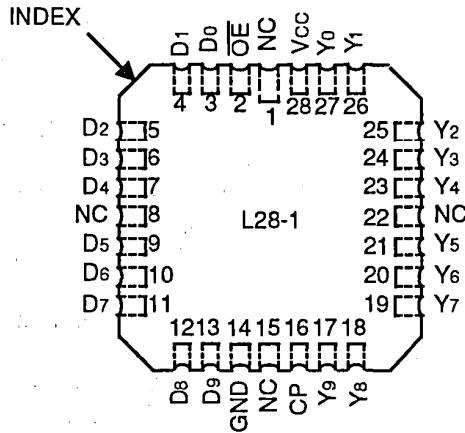 INDEX
D1 D0 OE NC VCC Y0 Y1
4 3 2 1 28 27 26
D2 5 25 Y2
D3 6 24 Y3
D4 7 23 Y4
NC 8 L28-1 22 NC
D5 9 21 Y5
D6 10 20 Y6
D7 11 19 Y7
12 13 14 15 16 17 18
D8 D9 GND NC CP Y9 Y8